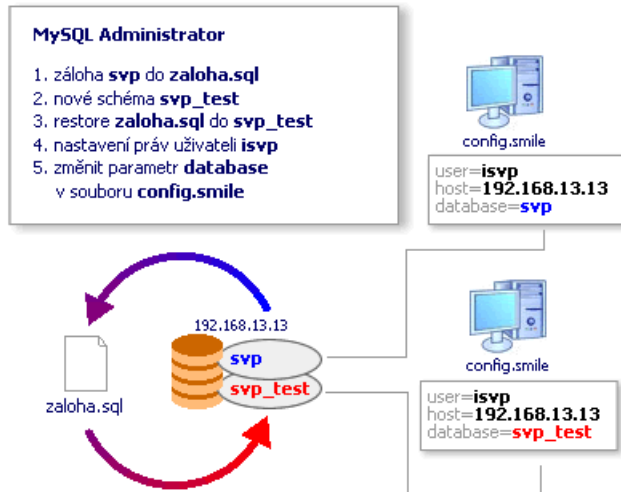 MySQL Administrator
1. záloha svp do zaloha.sql
2. nové schéma svp_test
3. restore zaloha.sql do svp_test
4. nastavení práv uživateli isvp
5. změnit parametr database
v souboru config.smile
config.smile
user=isvp
host=192.168.13.13
database=svp
192.168.13.13
svp
svp_test
zaloha.sql
config.smile
user=isvp
host=192.168.13.13
database=svp_test